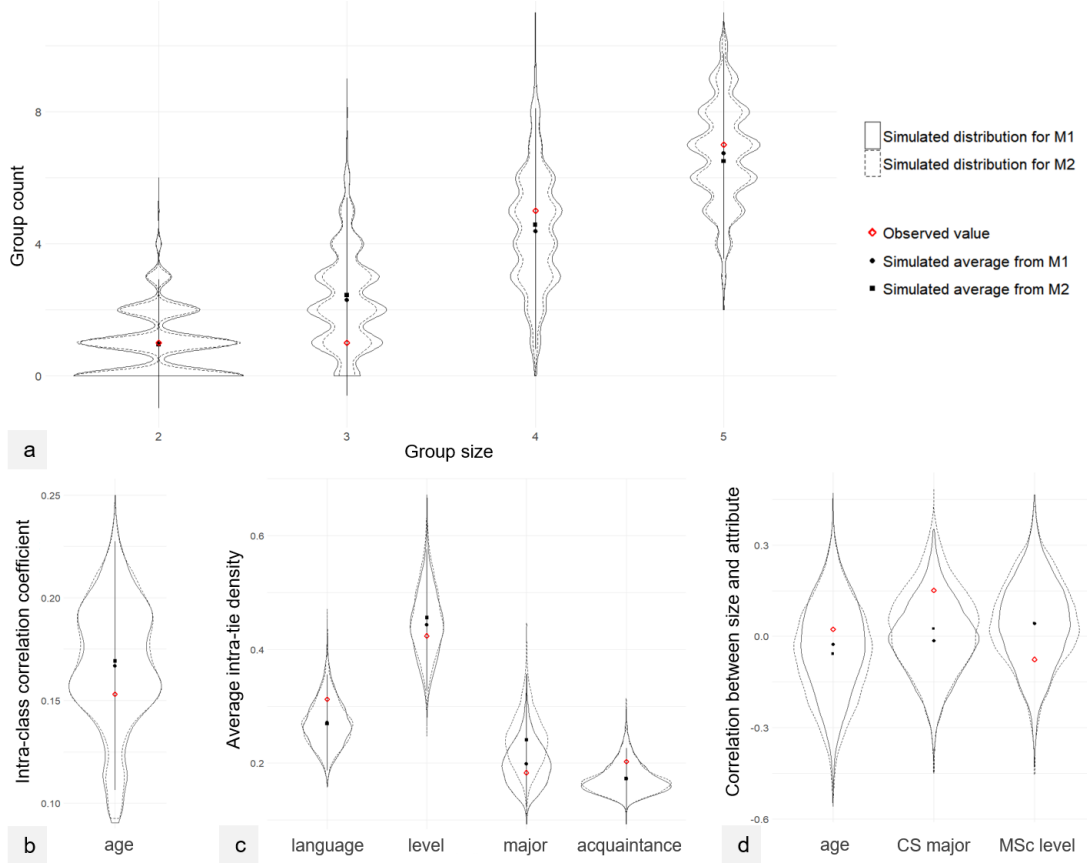 Group count
8
4
0
2
3
4
5
Group size
a
Simulated distribution for M1
Simulated distribution for M2
Observed value
Simulated average from M1
Simulated average from M2
Intra-class correlation coefficient
0.25
0.20
0.15
0.10
b
age
Average intra-tie density
0.6
0.4
0.2
c
language
level
major
acquaintance
Correlation between size and attribute
0.3
0.0
-0.3
-0.6
d
age
CS major
MSc level